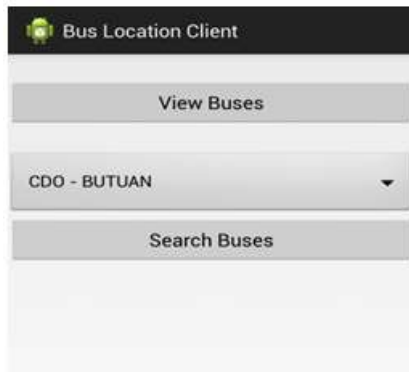 Bus Location Client
View Buses
CDO - BUTUAN
Search Buses